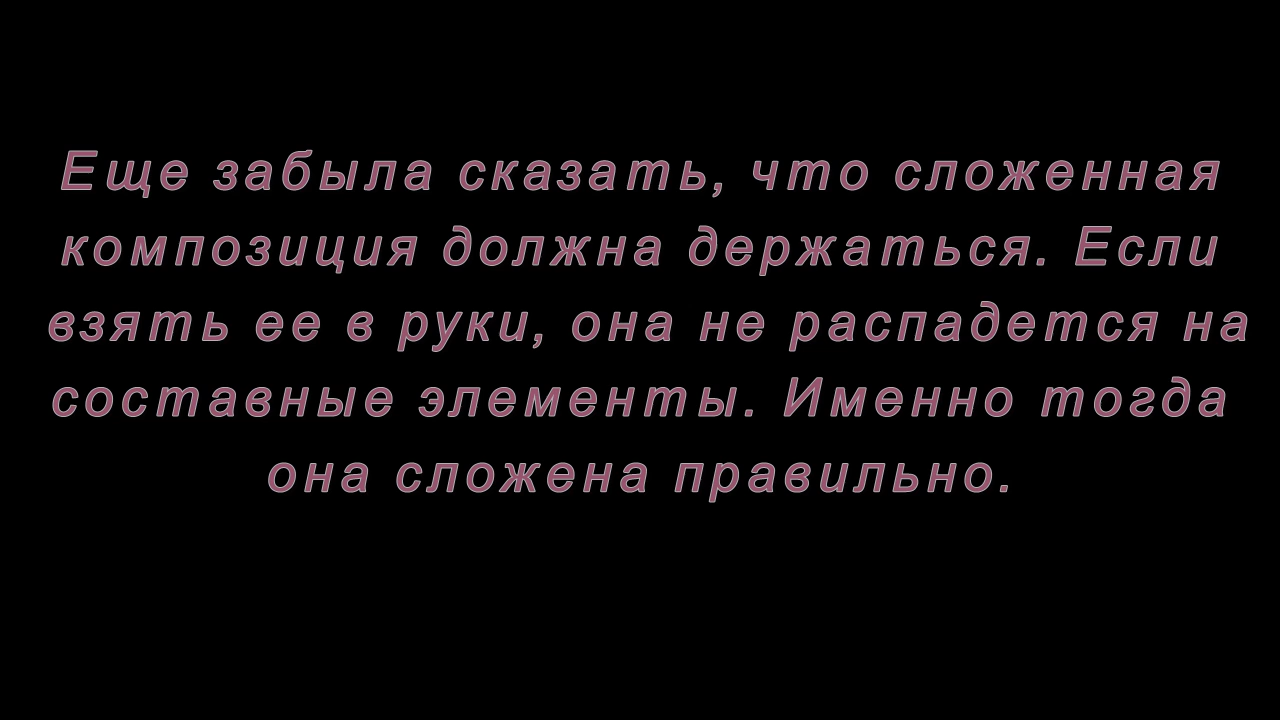 Еще забыла сказать, что сложенная
композиция должна держаться. Если
взять ее в руки, она не распадется на
составные элементы. Именно тогда
она сложена правильно.